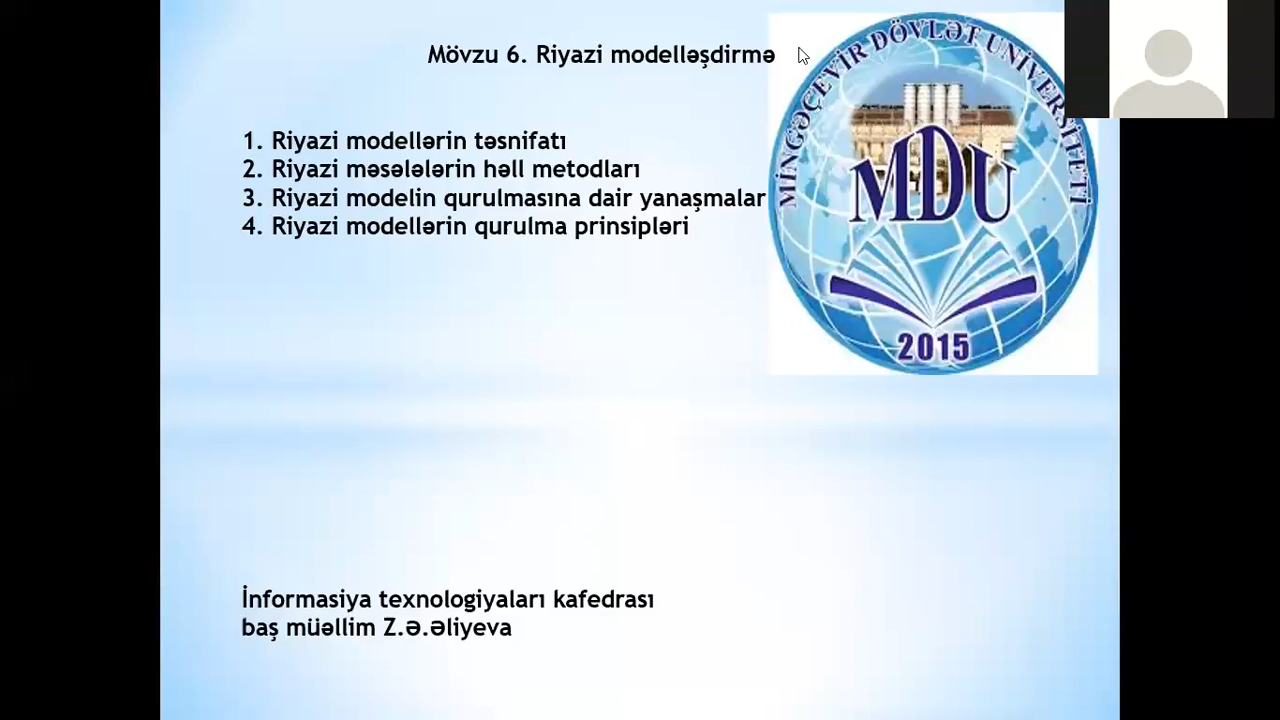 Mövzu 6. Riyazi modelləşdirmə
1. Riyazi modellərin təsnifatı
2. Riyazi məsələlərin həll metodları
3. Riyazi modelin qurulmasına dair yanaşmalar
4. Riyazi modellərin qurulma prinsipləri
MİNGƏÇEVİR DÖVLƏT UNİVERSİTETİ
MDU
2015
İnformasiya texnologiyaları kafedrası
baş müəllim Z.Ə.Əliyeva